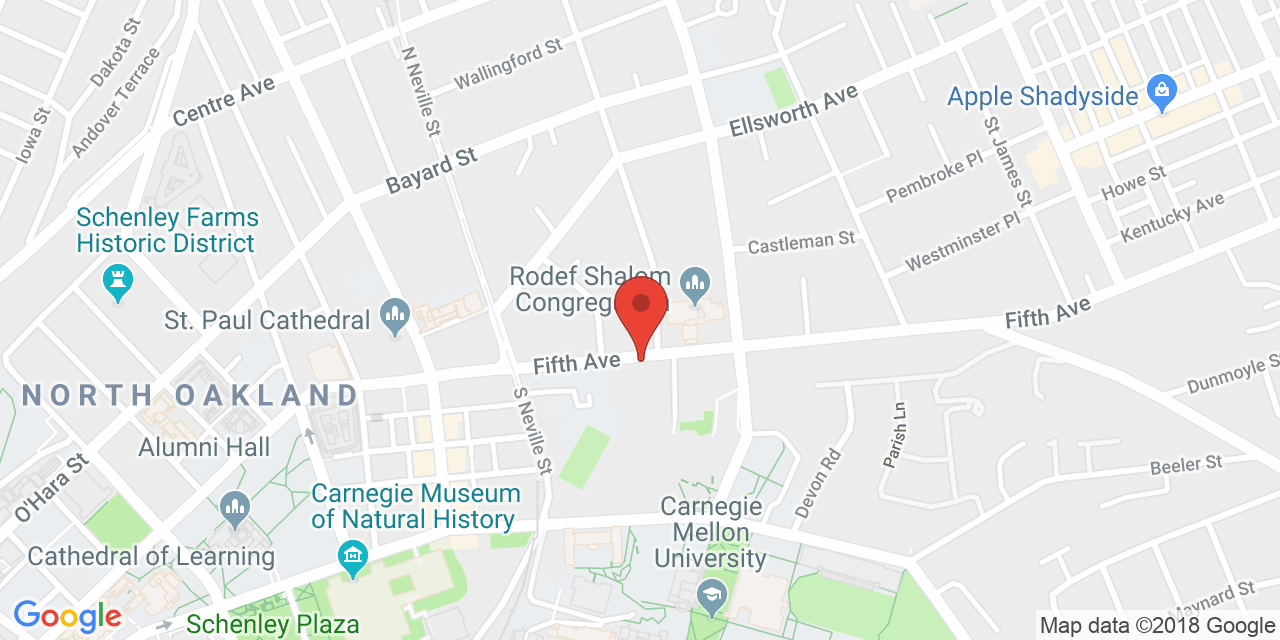 Dakota St
Andover Terrace
Iowa St
Centre Ave
N Neville St
Wallingford St
Bayard St
Ellsworth Ave
Apple Shadyside
St James St
Pembroke Pl
Howe St
Kentucky Ave
Westminster Pl
Castleman St
Schenley Farms
Historic District
St. Paul Cathedral
Rodef Shalom
Congreg
Fifth Ave
Fifth Ave
NORTH OAKLAND
S Neville St
Dunmoyle S
Parish Ln
Devon Rd
Beeler St
Alumni Hall
O'Hara St
Carnegie Museum
of Natural History
Carnegie
Mellon
University
Cathedral of Learning
Maynard St
Google
Schenley Plaza
Map data ©2018 Google